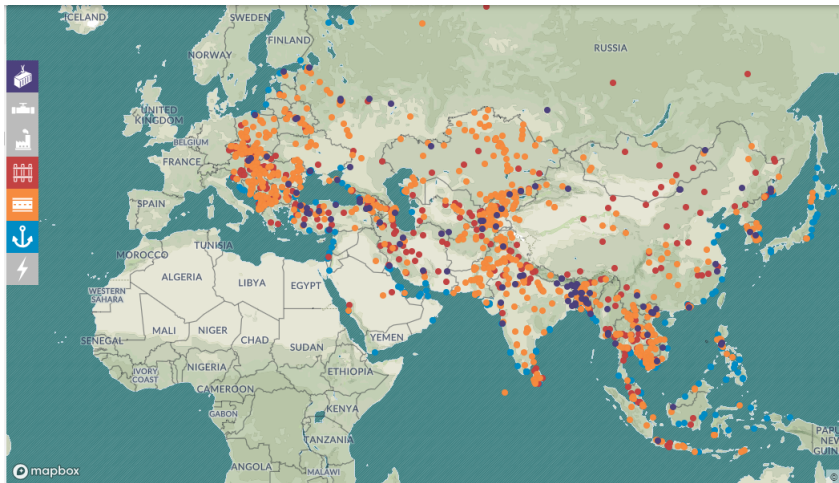 ICELAND
SWEDEN
FINLAND
NORWAY
RUSSIA
UNITED
KINGDOM
BELGIUM
FRANCE
SPAIN
TUNISIA
MOROCCO
ALGERIA
LIBYA
EGYPT
WESTERN
SAHARA
MALI
NIGER
CHAD
SUDAN
YEMEN
SENEGAL
IVORY
COAST
NIGERIA
ETHIOPIA
CAMEROON
GABON
KENYA
TANZANIA
ANGOLA
MALAWI
PAPU
NEW
GUIN
mapbox
©